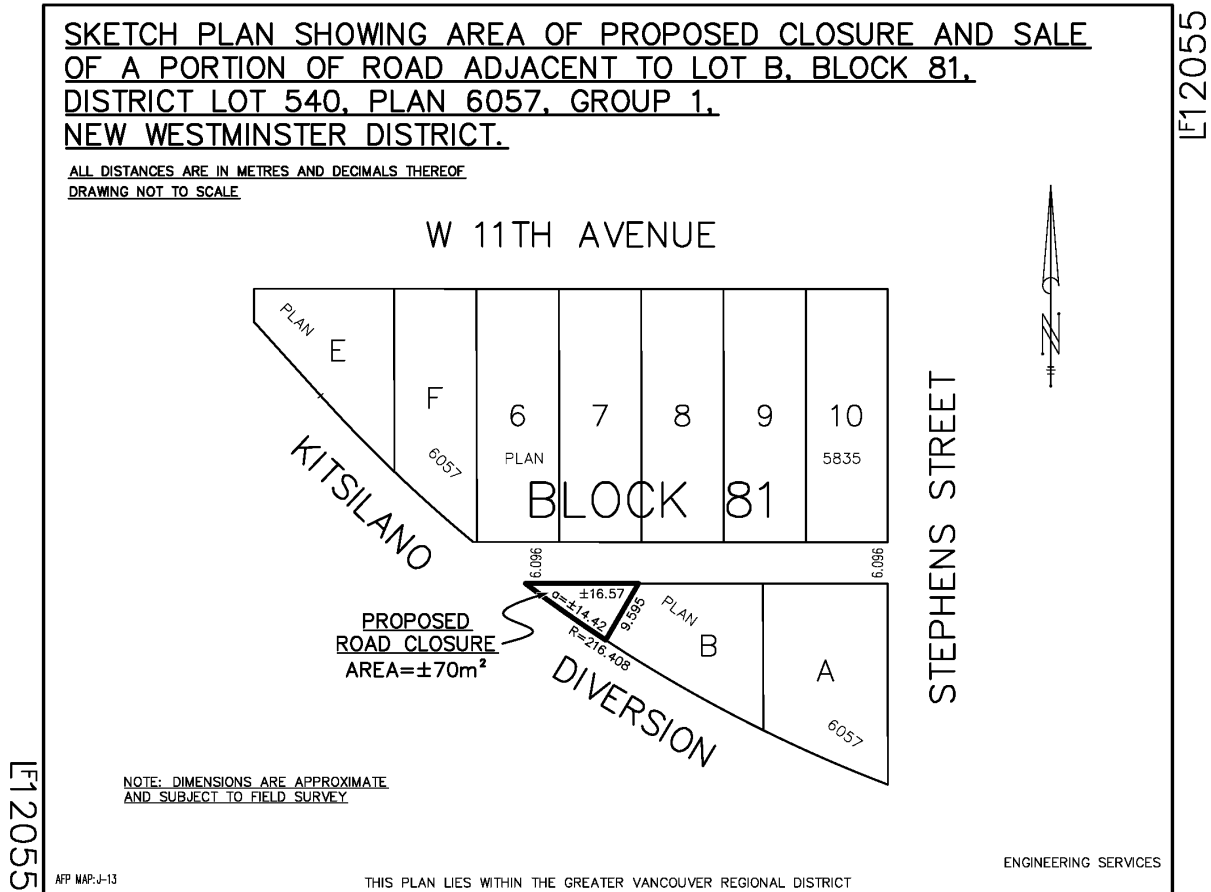 SKETCH PLAN SHOWING AREA OF PROPOSED CLOSURE AND SALE
OF A PORTION OF ROAD ADJACENT TO LOT B, BLOCK 81,
DISTRICT LOT 540, PLAN 6057, GROUP 1,
NEW WESTMINSTER DISTRICT.
LF12055
ALL DISTANCES ARE IN METRES AND DECIMALS THEREOF
DRAWING NOT TO SCALE
W 11TH AVENUE
N
PLAN
E
F
6057
6
7
8
9
10
PLAN
5835
BLOCK 81
KITSILANO
STEPHENS STREET
6.096
6.096
±16.57
a=±14.42
9.595
R=216.408
PLAN
B
A
6057
PROPOSED
ROAD CLOSURE
AREA=±70m²
DIVERSION
NOTE: DIMENSIONS ARE APPROXIMATE
AND SUBJECT TO FIELD SURVEY
LF12055
AFP MAP: J-13
THIS PLAN LIES WITHIN THE GREATER VANCOUVER REGIONAL DISTRICT
ENGINEERING SERVICES